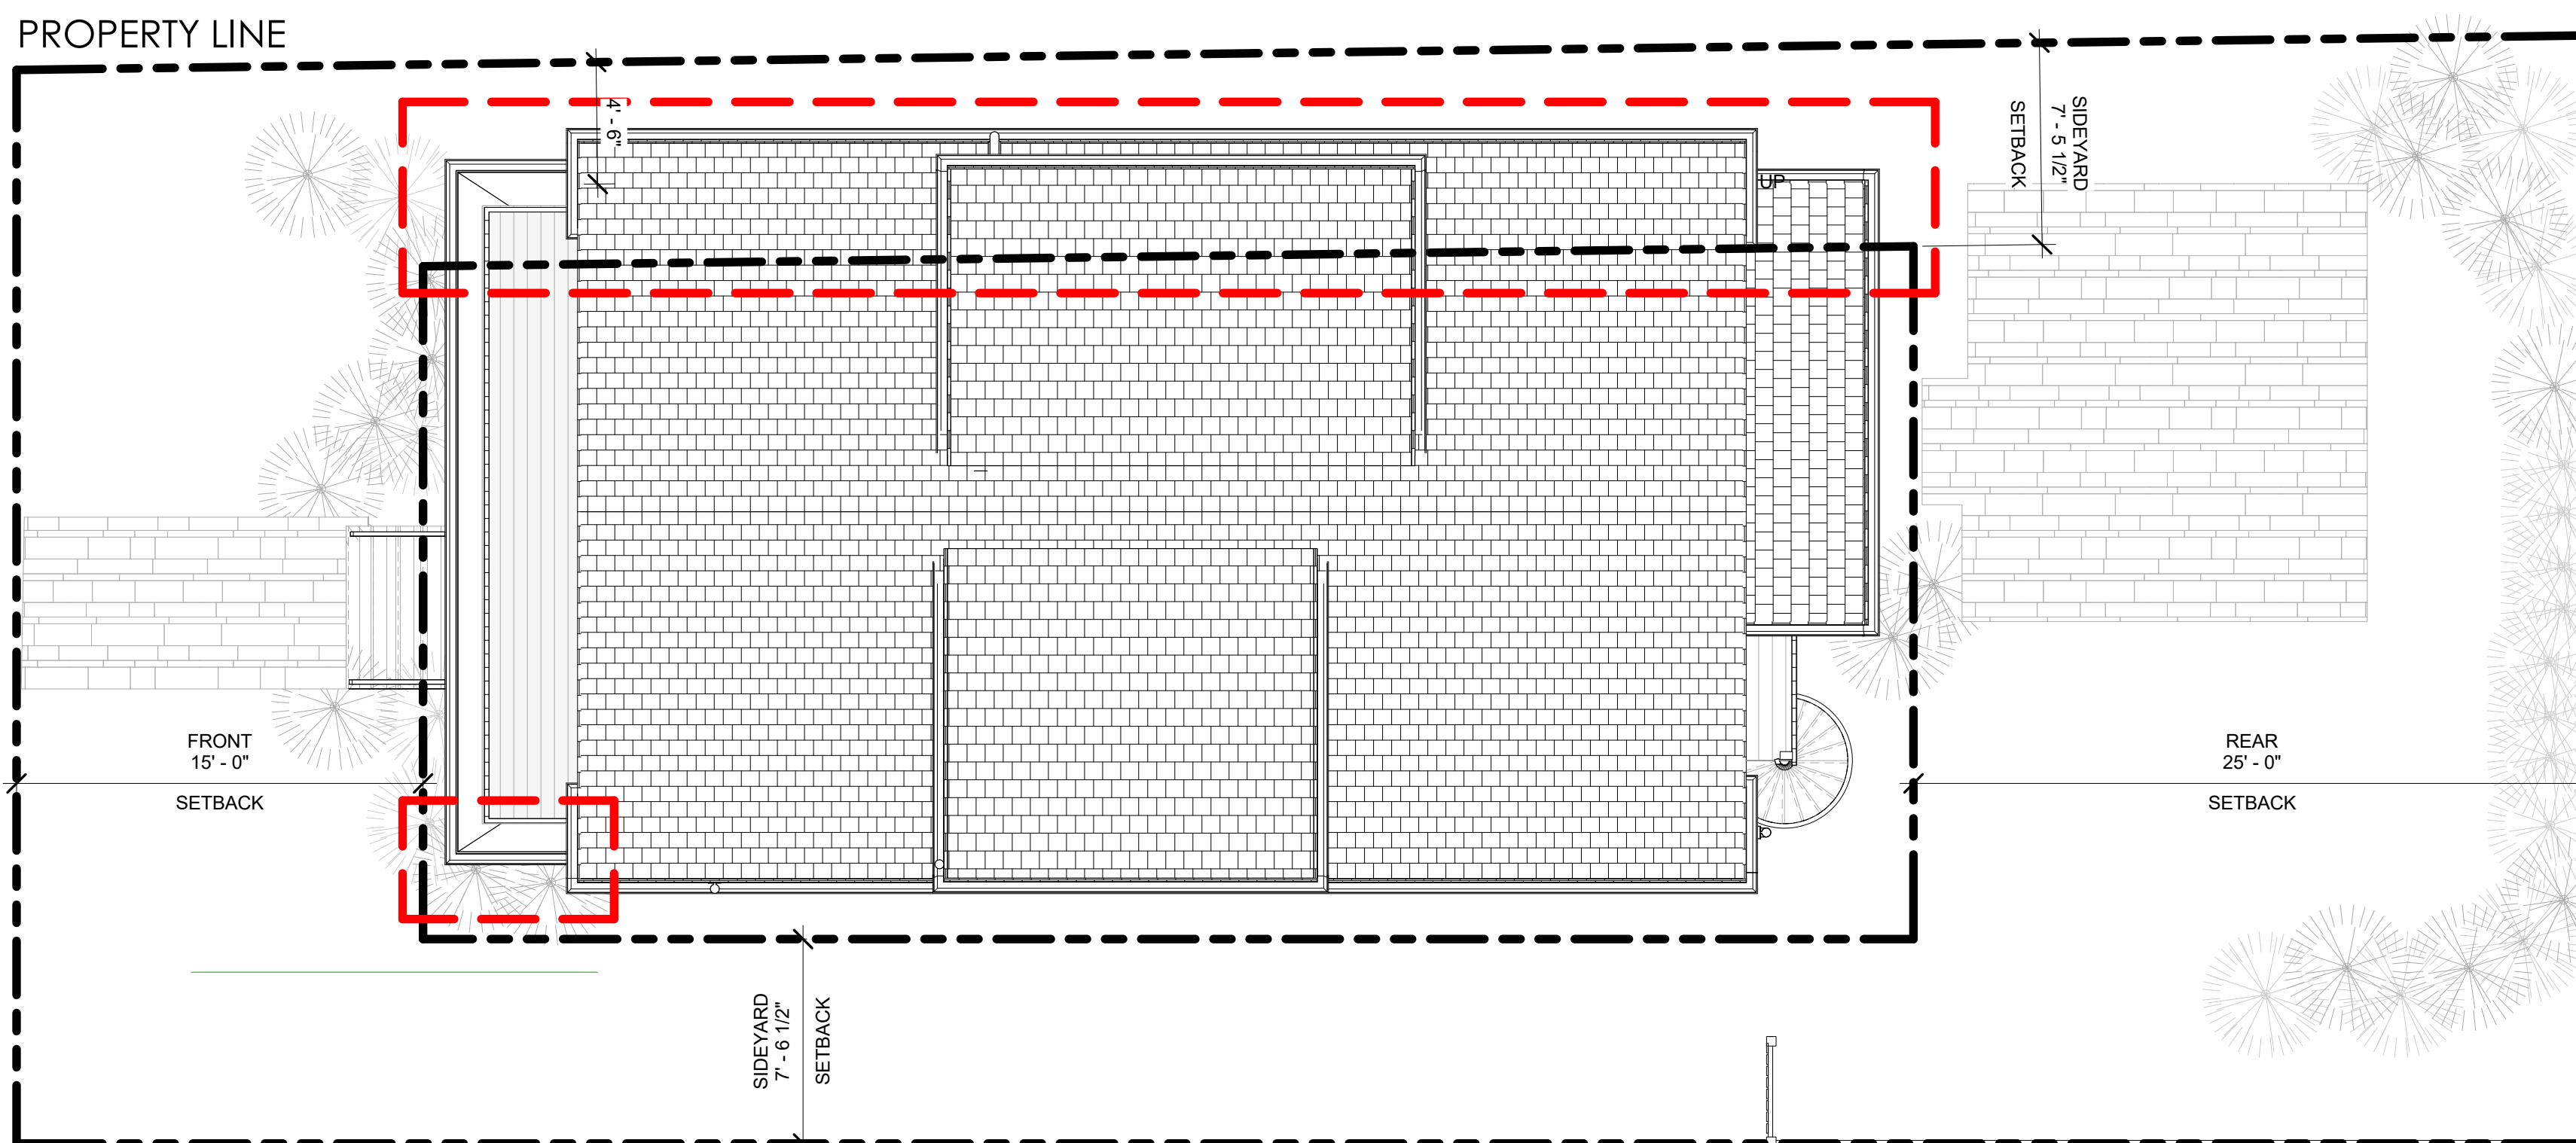 PROPERTY LINE
4' - 6"
SIDEYARD
7' - 5 1/2"
SETBACK
UP
FRONT
15' - 0"
SETBACK
REAR
25' - 0"
SETBACK
SIDEYARD
7' - 6 1/2"
SETBACK